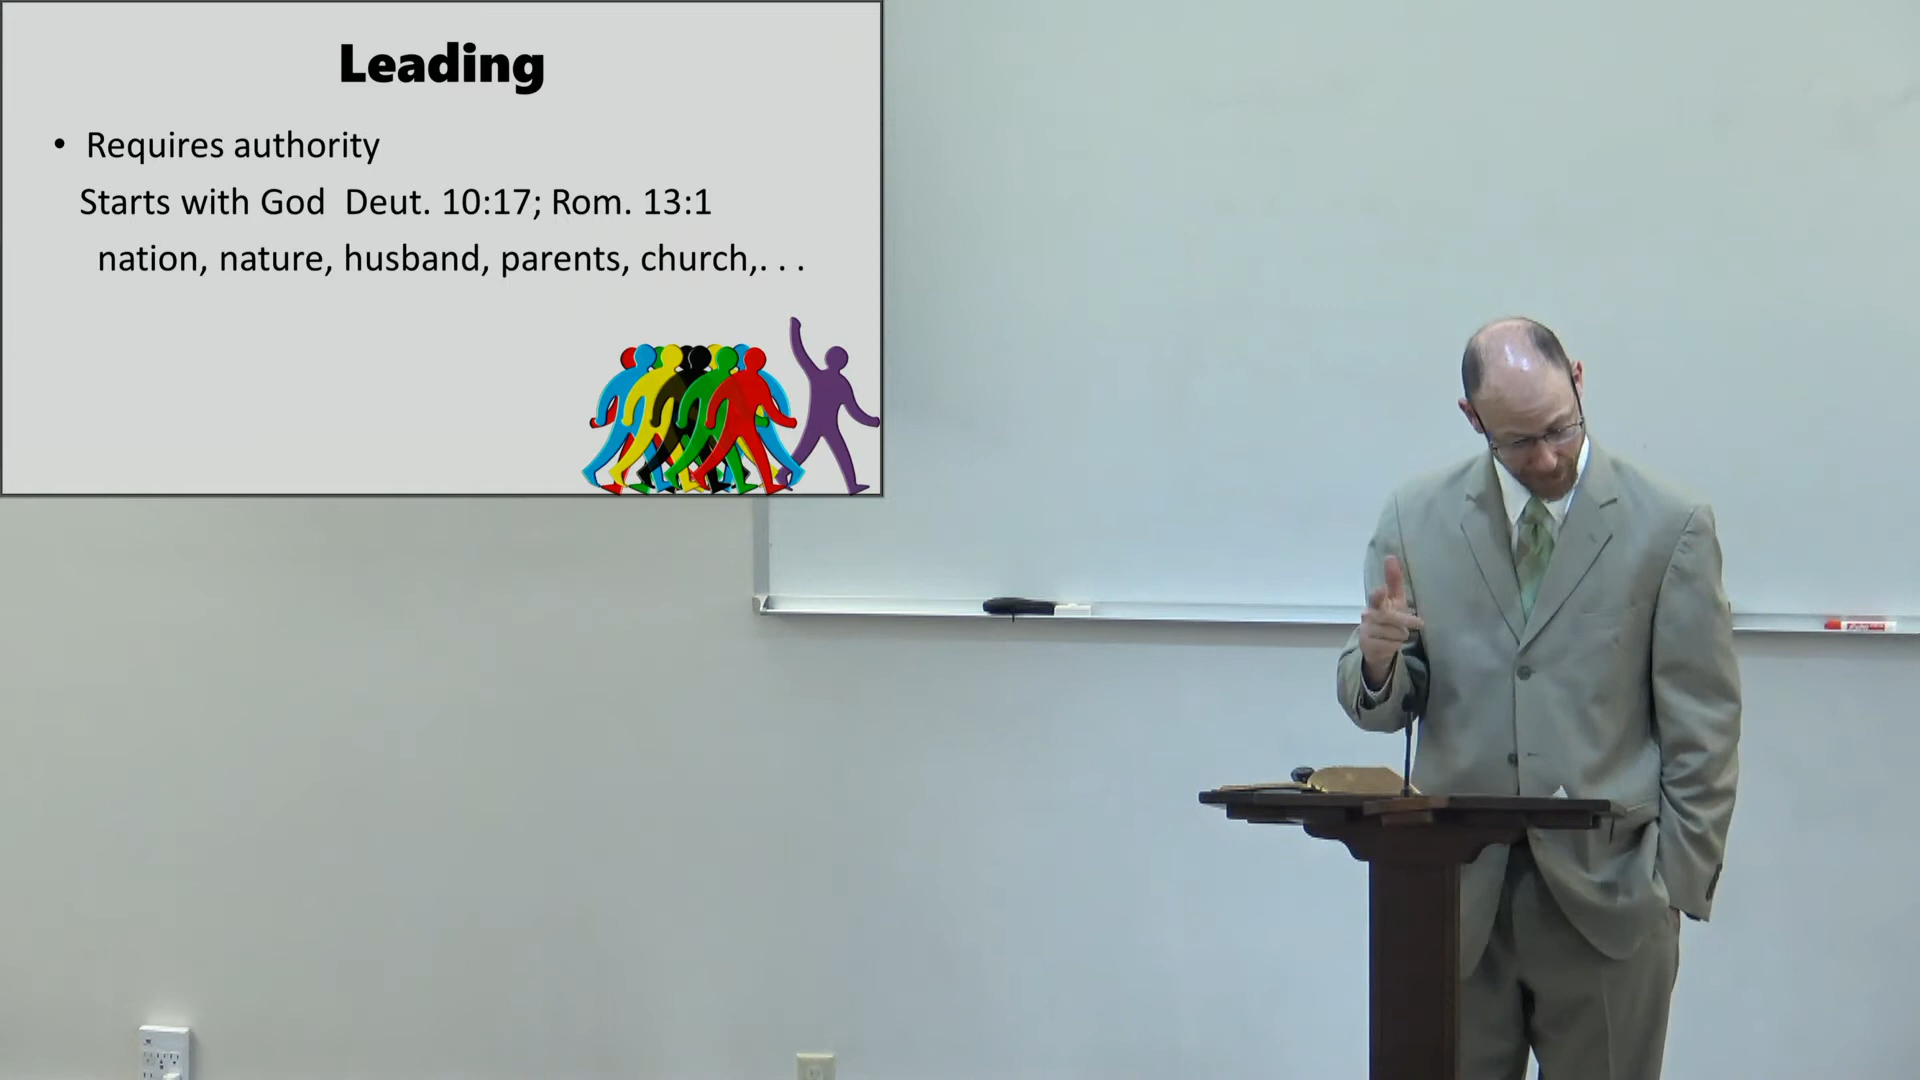 Leading
• Requires authority
Starts with God Deut. 10:17; Rom. 13:1
nation, nature, husband, parents, church,. . .